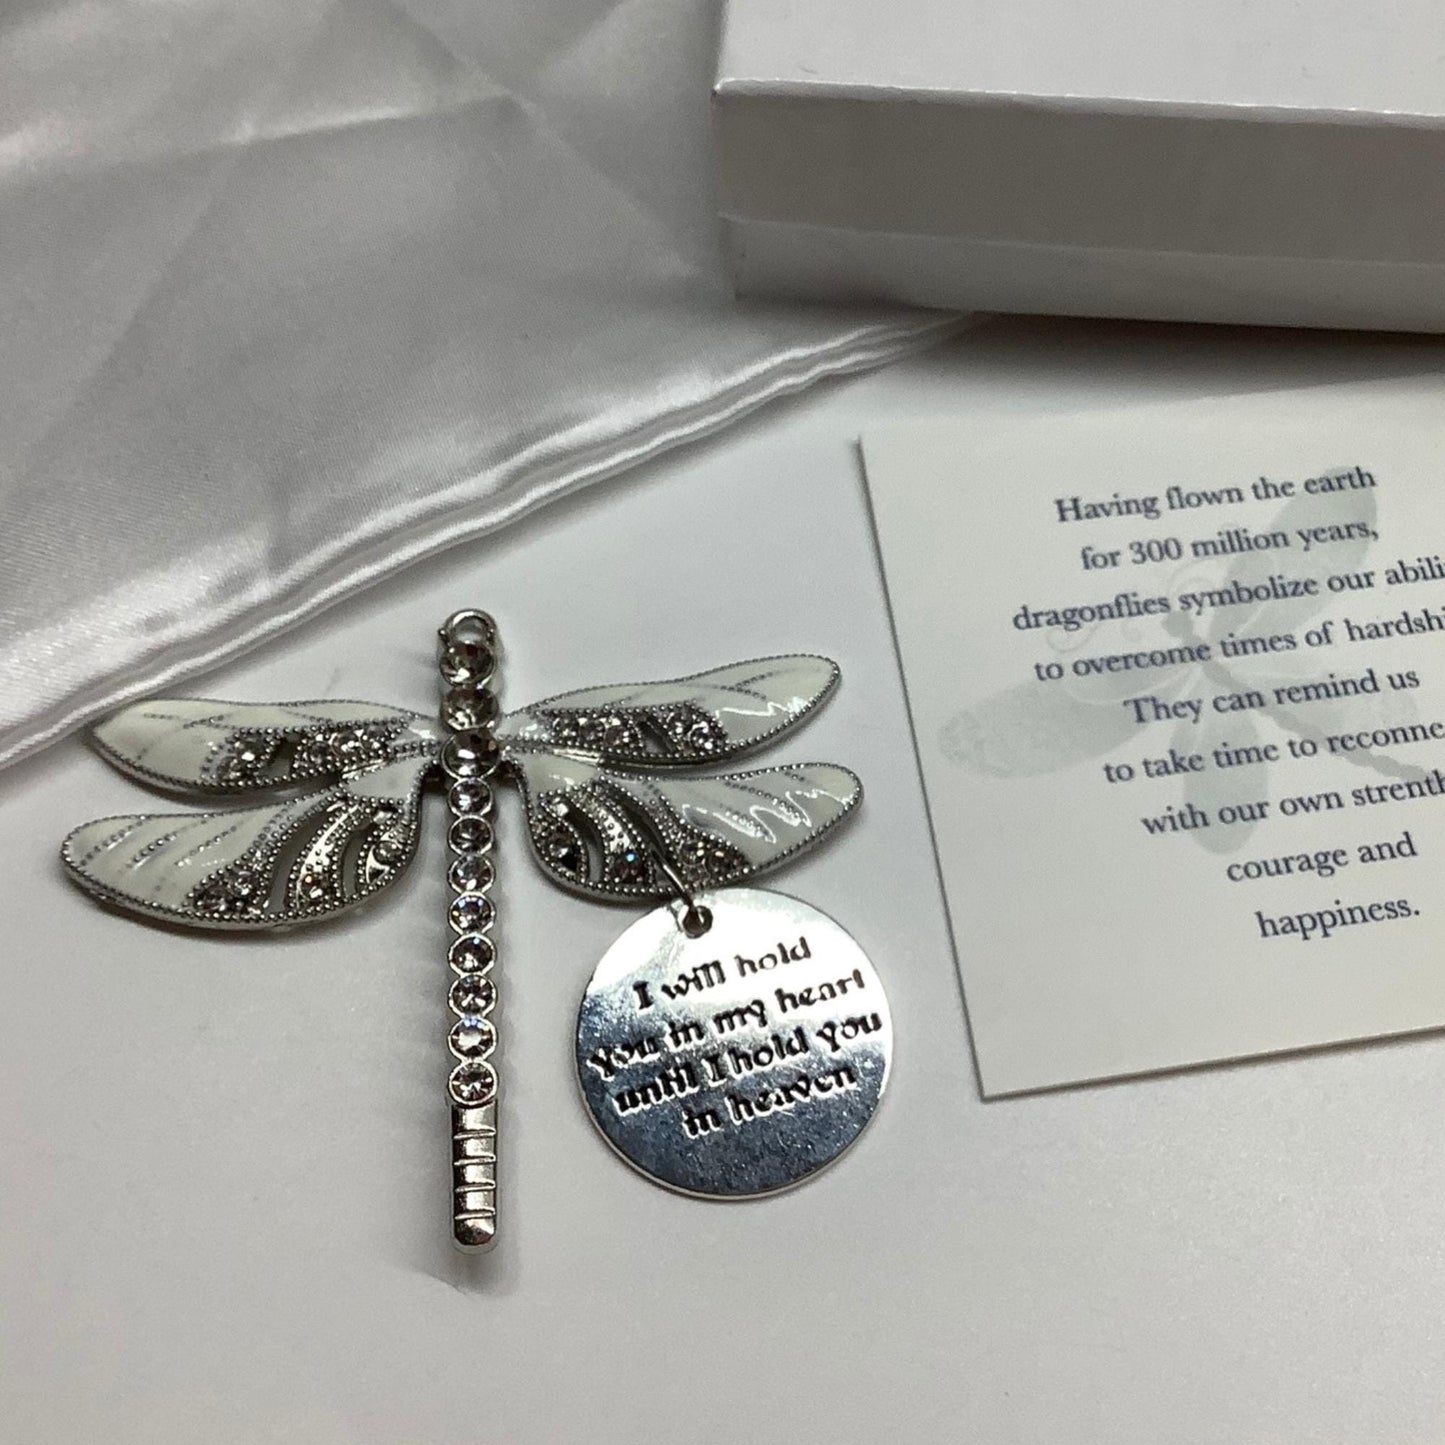 I will hold
you in my heart
until I hold you
in heaven
Having flown the earth
for 300 million years,
dragonflies symbolize our abili
to overcome times of hardshi
They can remind us
to take time to reconne
with our own strenth
courage and
happiness.